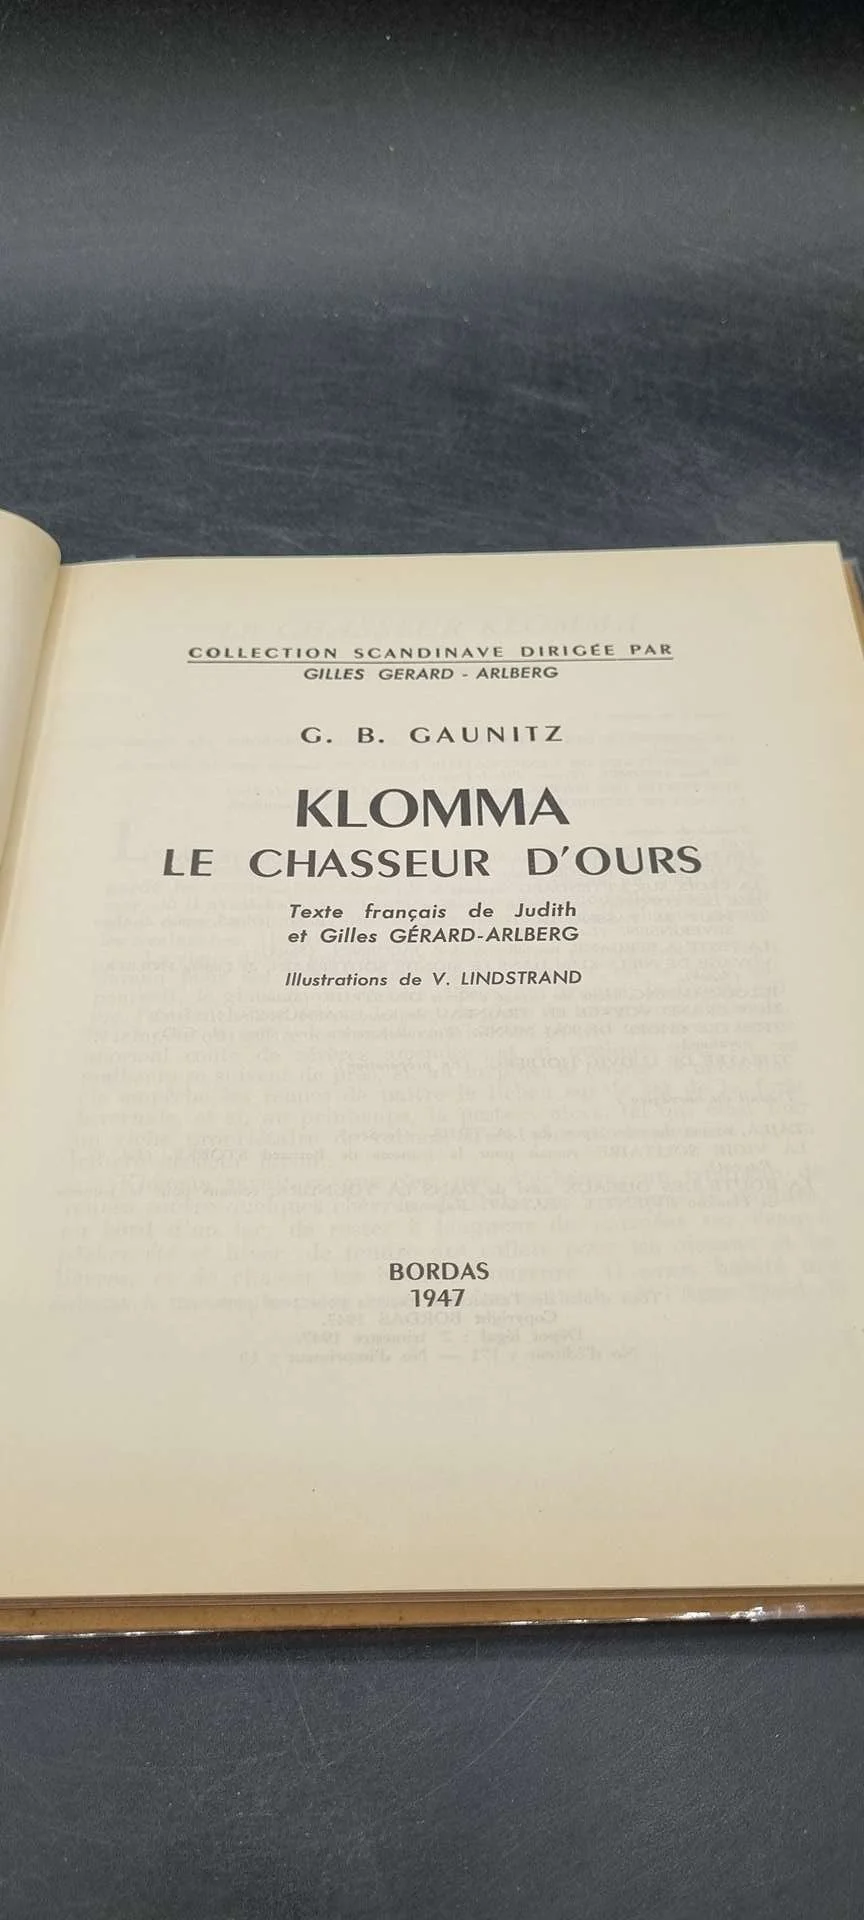 COLLECTION SCANDINAVE DIRIGÉE PAR
GILLES GERARD - ARLBERG
G. B. GAUNITZ
KLOMMA
LE CHASSEUR D'OURS
Texte français de Judith
et Gilles GÉRARD-ARLBERG
Illustrations de V. LINDSTRAND
BORDAS
1947